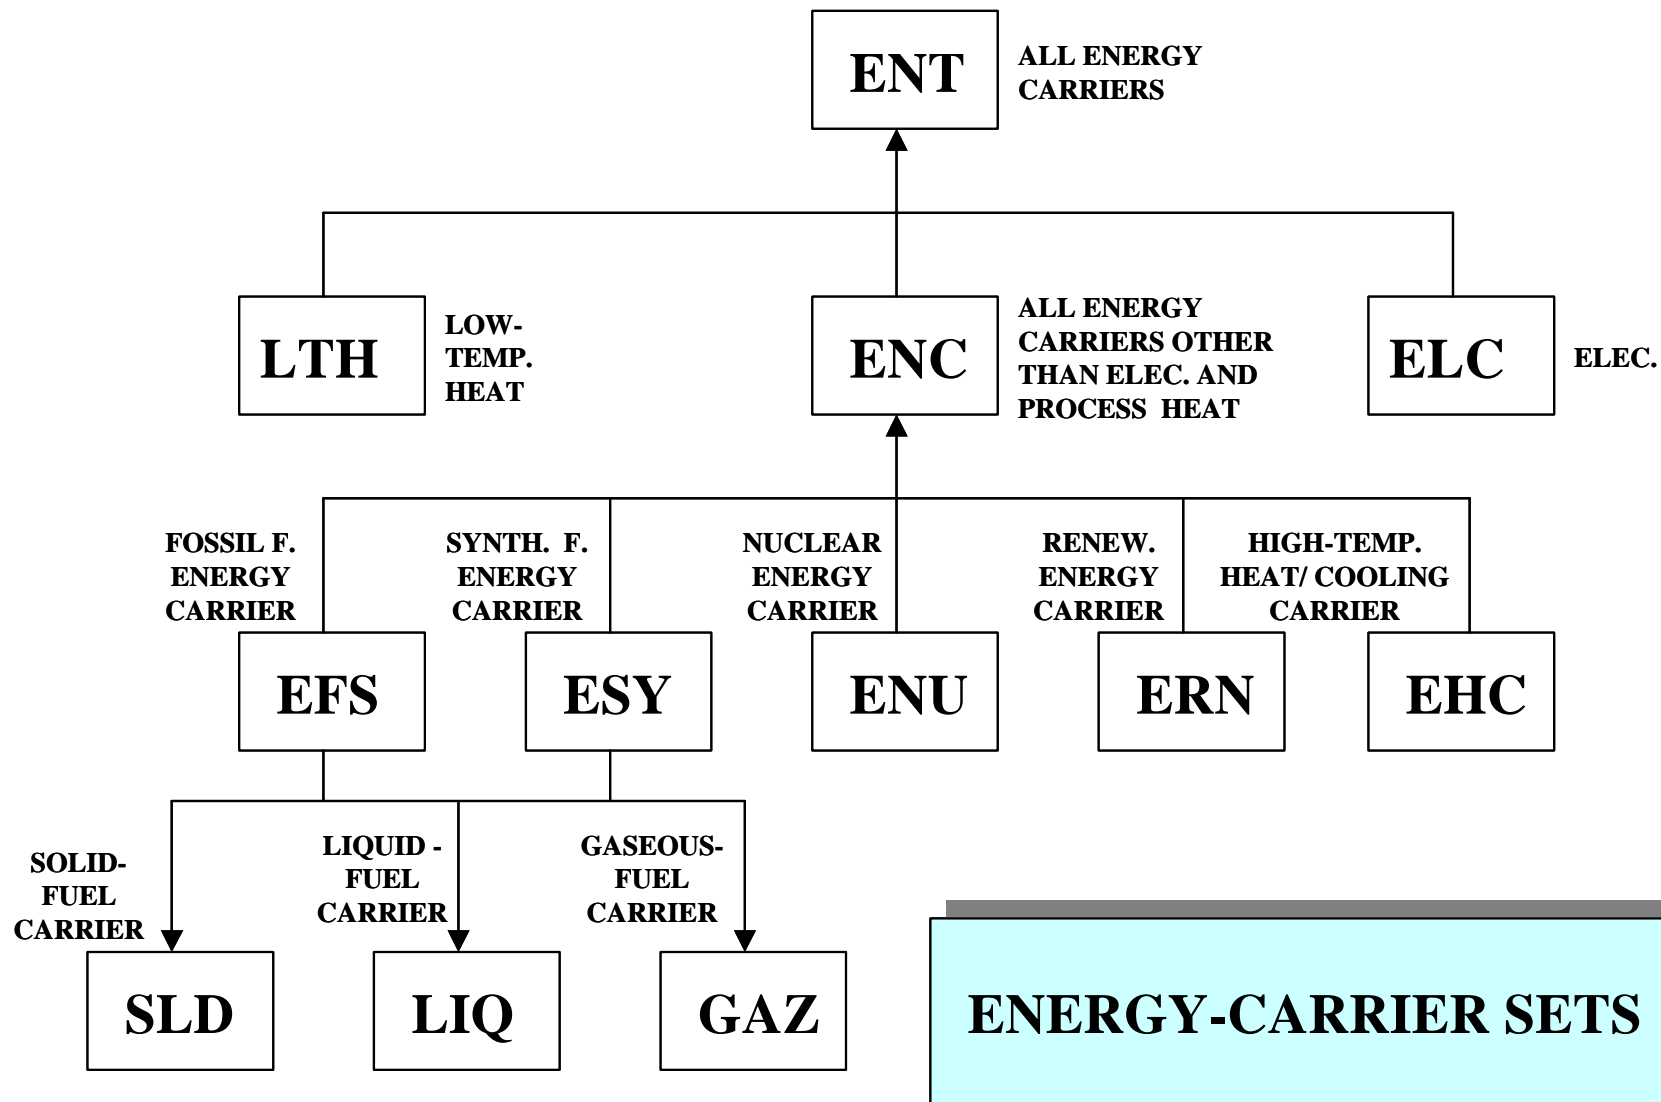 ENT
ALL ENERGY
CARRIERS
LTH
LOW-
TEMP.
HEAT
ENC
ALL ENERGY
CARRIERS OTHER
THAN ELEC. AND
PROCESS HEAT
ELC
ELEC.
FOSSIL F.
ENERGY
CARRIER
SYNTH. F.
ENERGY
CARRIER
NUCLEAR
ENERGY
CARRIER
RENEW.
ENERGY
CARRIER
HIGH-TEMP.
HEAT/ COOLING
CARRIER
EFS
ESY
ENU
ERN
EHC
SOLID-
FUEL
CARRIER
LIQUID -
FUEL
CARRIER
GASEOUS-
FUEL
CARRIER
SLD
LIQ
GAZ
ENERGY-CARRIER SETS